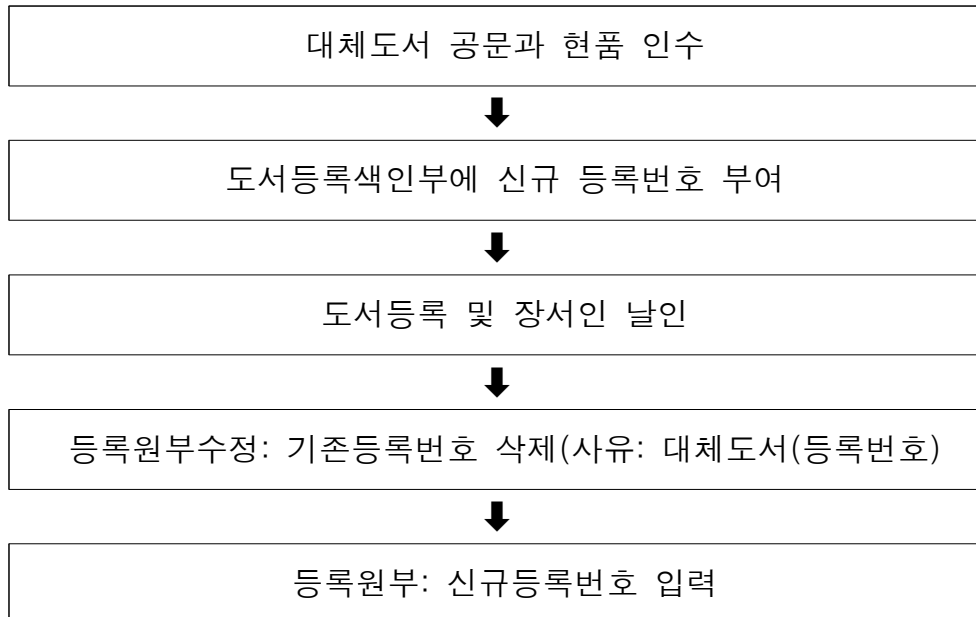 대체도서 공문과 현품 인수
도서등록색인부에 신규 등록번호 부여
도서등록 및 장서인 날인
등록원부수정: 기존등록번호 삭제(사유: 대체도서(등록번호)
등록원부: 신규등록번호 입력